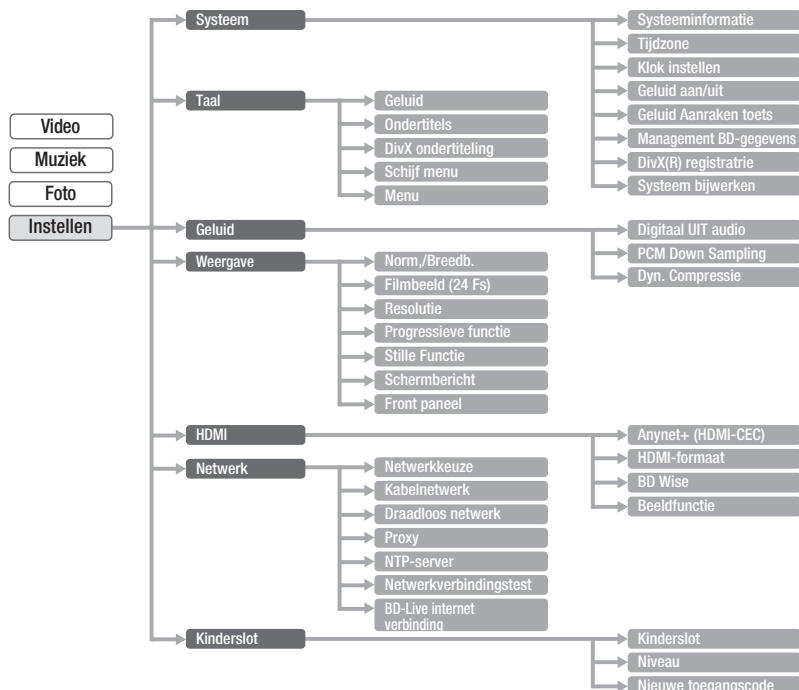 Video
Muziek
Foto
Instellen
Systeem
Systeeminformatie
Tijdzone
Klok instellen
Geluid aan/uit
Geluid Aanraken toets
Management BD-gegevens
DivX(R) registratrie
Systeem bijwerken
Taal
Geluid
Ondertitels
DivX ondertiteling
Schijf menu
Menu
Geluid
Digitaal UIT audio
PCM Down Sampling
Dyn. Compressie
Weergave
Norm,/Breedb.
Filmbeeld (24 Fs)
Resolutie
Progressieve functie
Stille Functie
Schermbericht
Front paneel
HDMI
Anynet+ (HDMI-CEC)
HDMI-formaat
BD Wise
Beeldfunctie
Netwerk
Netwerkkeuze
Kabelnetwerk
Draadloos netwerk
Proxy
NTP-server
Netwerkverbindingstest
BD-Live internet
verbinding
Kinderslot
Kinderslot
Niveau
Nieuwe toegangscode